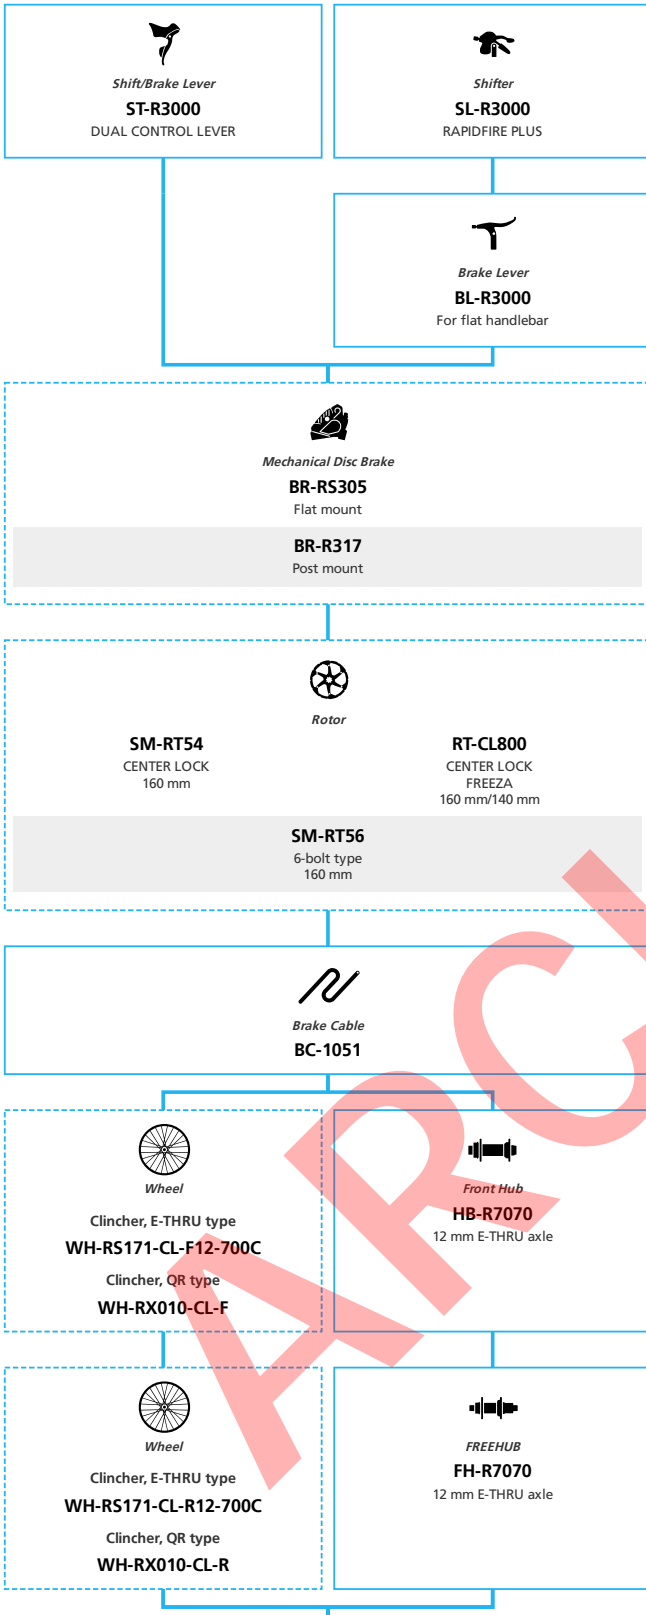 Shift/Brake Lever
ST-R3000
DUAL CONTROL LEVER
Shifter
SL-R3000
RAPIDFIRE PLUS
Brake Lever
BL-R3000
For flat handlebar
Mechanical Disc Brake
BR-RS305
Flat mount
BR-R317
Post mount
Rotor
SM-RT54
CENTER LOCK
160 mm
RT-CL800
CENTER LOCK
FREEZA
160 mm/140 mm
SM-RT56
6-bolt type
160 mm
Brake Cable
BC-1051
Wheel
Clincher, E-THRU type
WH-RS171-CL-F12-700C
Clincher, QR type
WH-RX010-CL-F
Front Hub
HB-R7070
12 mm E-THRU axle
Wheel
Clincher, E-THRU type
WH-RS171-CL-R12-700C
Clincher, QR type
WH-RX010-CL-R
FREEHUB
FH-R7070
12 mm E-THRU axle